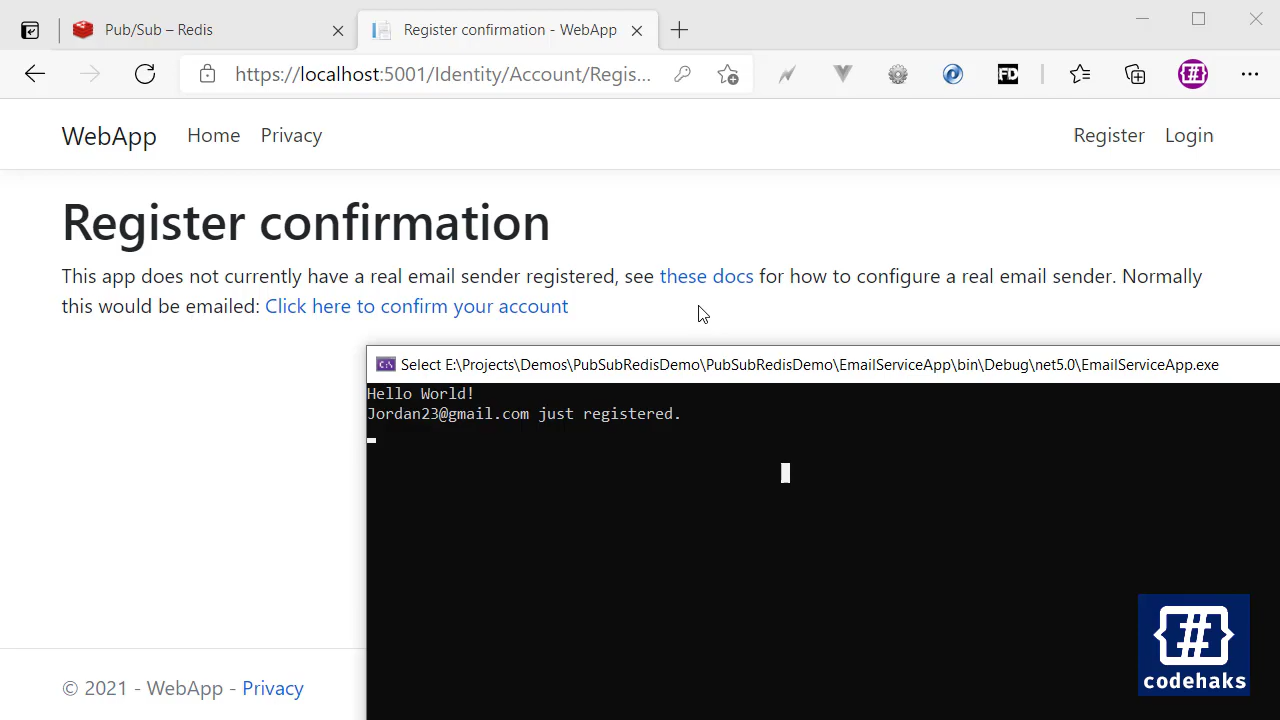 Pub/Sub – Redis
Register confirmation - WebApp
https://localhost:5001/Identity/Account/Regis...
FD
{#}
WebApp Home Privacy
Register Login
Register confirmation
This app does not currently have a real email sender registered, see these docs for how to configure a real email sender. Normally
this would be emailed: Click here to confirm your account
C:\ Select E:\Projects\Demos\PubSubRedisDemo\PubSubRedisDemo\EmailServiceApp\bin\Debug\net5.0\EmailServiceApp.exe
Hello World!
Jordan23@gmail.com just registered.
{#}
codehaks
© 2021 - WebApp - Privacy